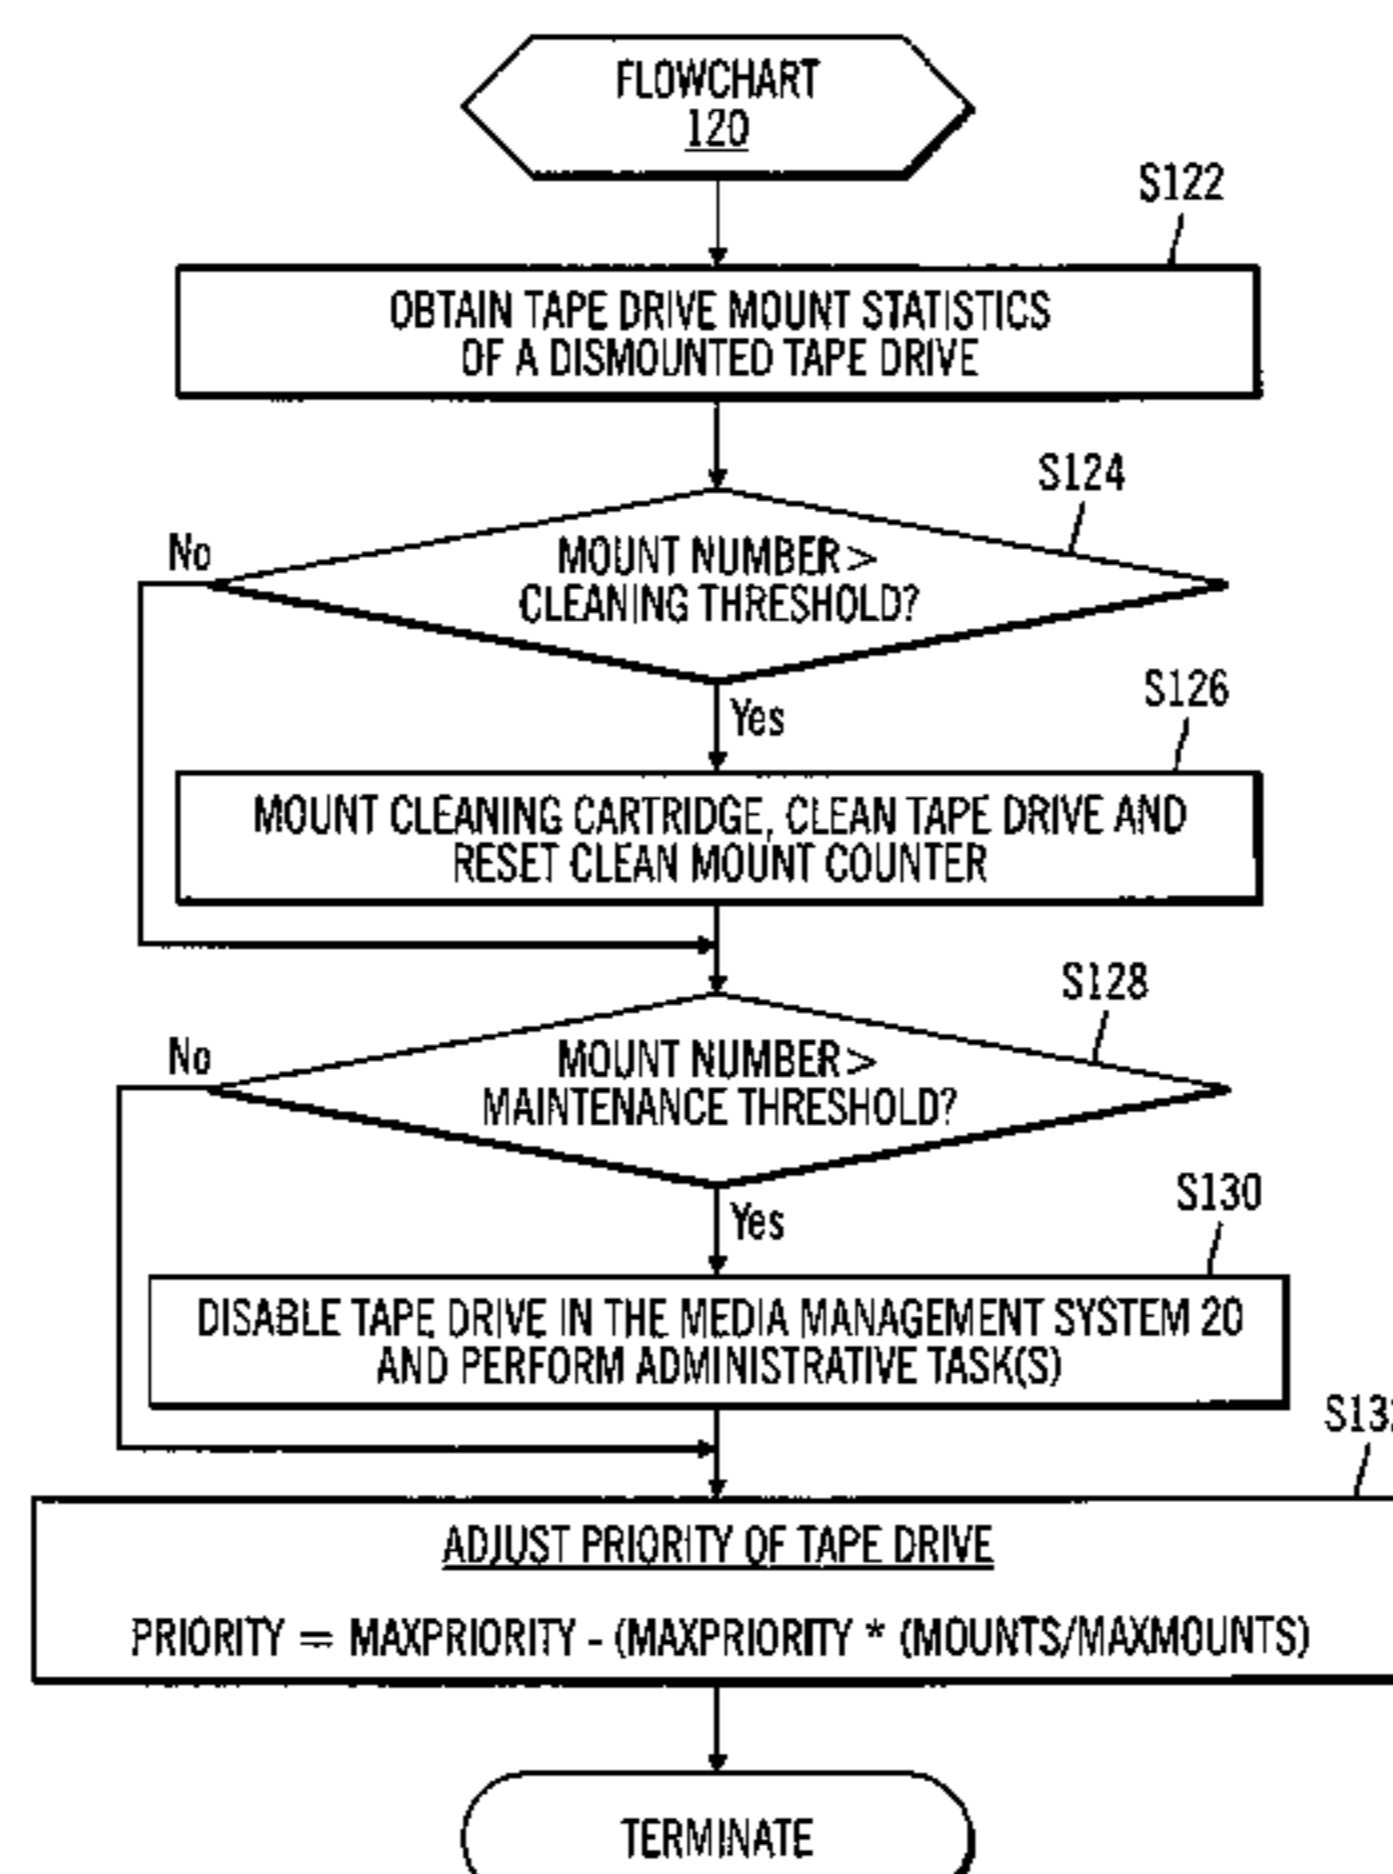 FLOWCHART
120
S122
OBTAIN TAPE DRIVE MOUNT STATISTICS
OF A DISMOUNTED TAPE DRIVE
S124
No
MOUNT NUMBER >
CLEANING THRESHOLD?
Yes
S126
MOUNT CLEANING CARTRIDGE, CLEAN TAPE DRIVE AND
RESET CLEAN MOUNT COUNTER
S128
No
MOUNT NUMBER >
MAINTENANCE THRESHOLD?
Yes
S130
DISABLE TAPE DRIVE IN THE MEDIA MANAGEMENT SYSTEM 20
AND PERFORM ADMINISTRATIVE TASK(S)
ADJUST PRIORITY OF TAPE DRIVE
PRIORITY = MAXPRIORITY - (MAXPRIORITY * (MOUNTS/MAXMOUNTS)
TERMINATE